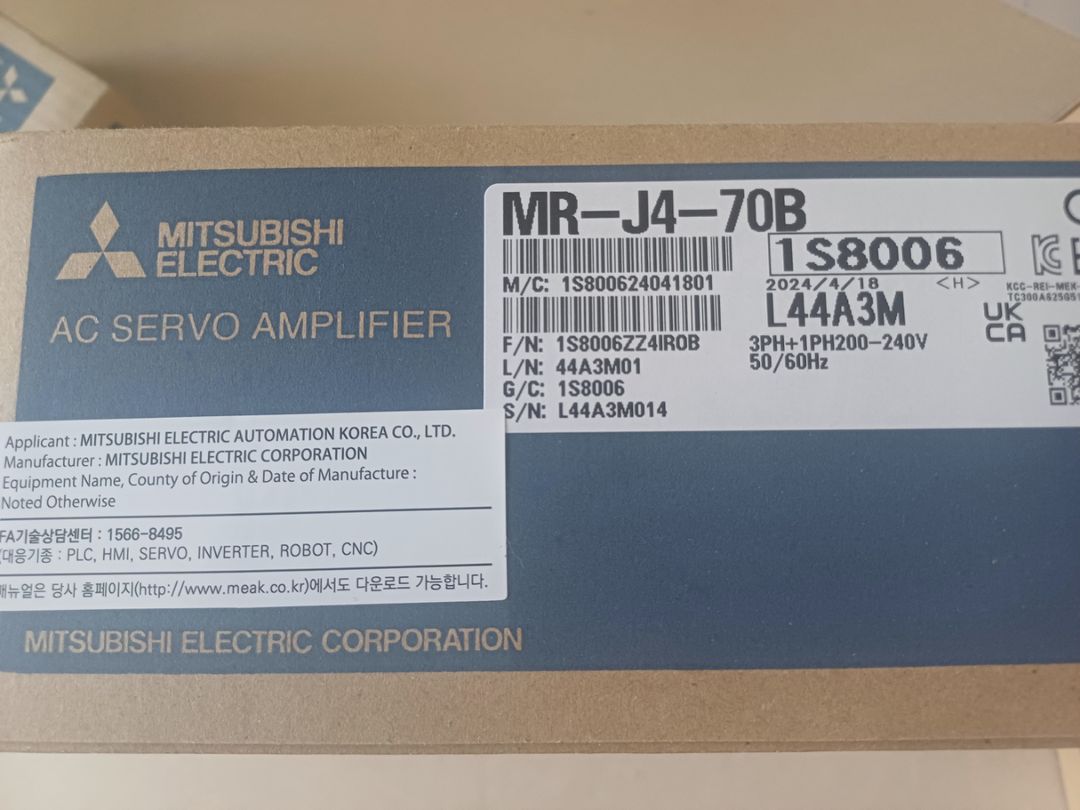 MITSUBISHI
ELECTRIC
AC SERVO AMPLIFIER
MR-J4-70B
1S8006
M/C: 1S800624041801
2024/4/18 <H>
L44A3M
KCC-REI-MEK-
TC300A625G51
UK
CA
F/N: 1S8006ZZ4IR0B
3PH+1PH200-240V
L/N: 44A3M01
50/60Hz
G/C: 1S8006
S/N: L44A3M014
Applicant : MITSUBISHI ELECTRIC AUTOMATION KOREA CO., LTD.
Manufacturer : MITSUBISHI ELECTRIC CORPORATION
Equipment Name, County of Origin & Date of Manufacture :
Noted Otherwise
FA기술상담센터 : 1566-8495
(대응기종 : PLC, HMI, SERVO, INVERTER, ROBOT, CNC)
매뉴얼은 당사 홈페이지(http://www.meak.co.kr)에서도 다운로드 가능합니다.
MITSUBISHI ELECTRIC CORPORATION